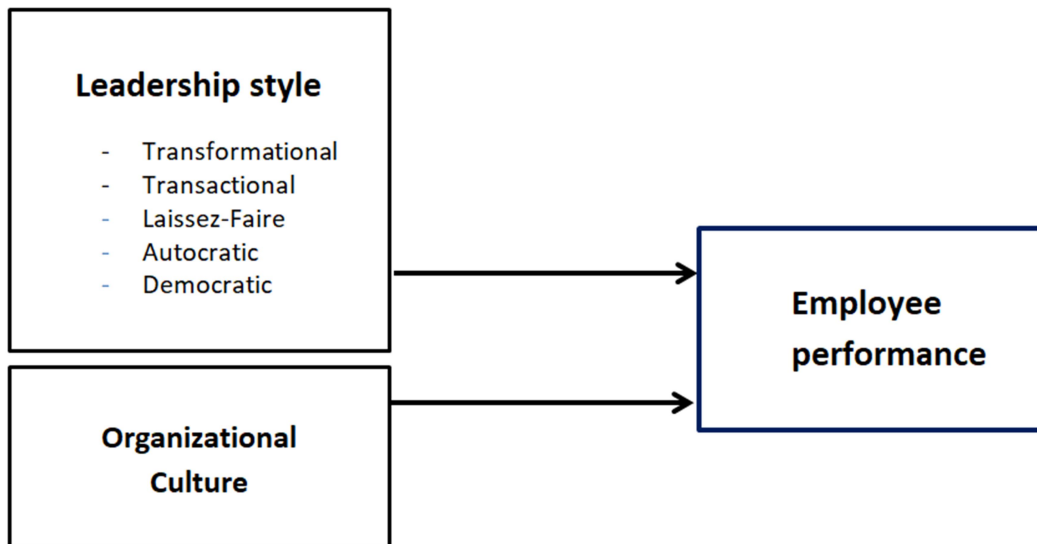 Leadership style
- Transformational
- Transactional
- Laissez-Faire
- Autocratic
- Democratic
Employee
performance
Organizational
Culture